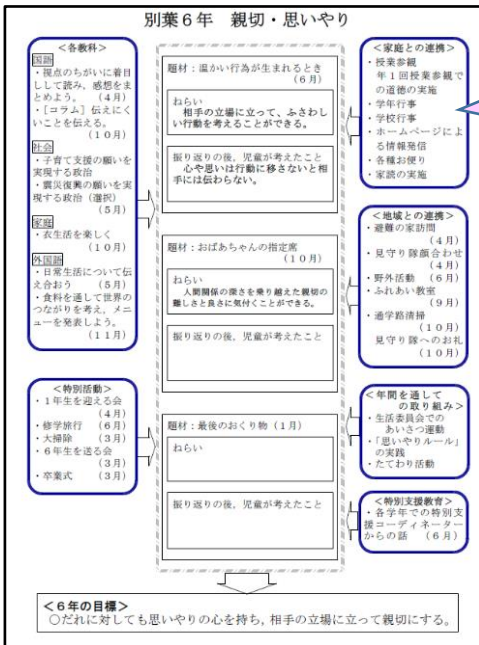 別葉6年 親切・思いやり
＜各教科＞
国語
・視点のちがいに着目
して読み、感想をま
とめよう。 （4月）
・［コラム］伝えにく
いことを伝える。
（10月）
社会
・子育て支援の願いを
実現する政治
・震災復興の願いを実
現する政治（選択）
（5月）
家庭
・衣生活を楽しく
（10月）
外国語
・日常生活について伝
え合おう （5月）
・食料を通して世界の
つながりを考え，メニ
ューを発表しよう。
（11月）
＜特別活動＞
・1年生を迎える会
（4月）
・修学旅行 （6月）
・大掃除 （3月）
・6年生を送る会
（3月）
・卒業式 （3月）
題材：温かい行為が生まれるとき
（6月）
ねらい
相手の立場に立って、ふさわし
い行動を考えることができる。
振り返りの後，児童が考えたこと
心や思いは行動に移さないと相
手には伝わらない。
題材：おばあちゃんの指定席
（10月）
ねらい
人間関係の深さを乗り越えた親切の
難しさと良さに気付くことができる。
振り返りの後，児童が考えたこと
題材：最後のおくり物（1月）
ねらい
振り返りの後，児童が考えたこと
＜家庭との連携＞
・授業参観
年1回授業参観で
の道徳の実施
・学年行事
・学校行事
・ホームページによ
る情報発信
・各種お便り
・家読の実施
＜地域との連携＞
・避難の家訪問
（4月）
・見守り隊顔合わせ
（4月）
・野外活動（6月）
・ふれあい教室
（9月）
・通学路清掃
（10月）
見守り隊へのお礼
（10月）
＜年間を通して
の取り組み＞
・生活委員会での
あいさつ運動
・「思いやりルール」
の実践
・たてわり活動
＜特別支援教育＞
・各学年での特別支
援コーディネーター
からの話 （6月）
＜6年の目標＞
○だれに対しても思いやりの心を持ち，相手の立場に立って親切にする。